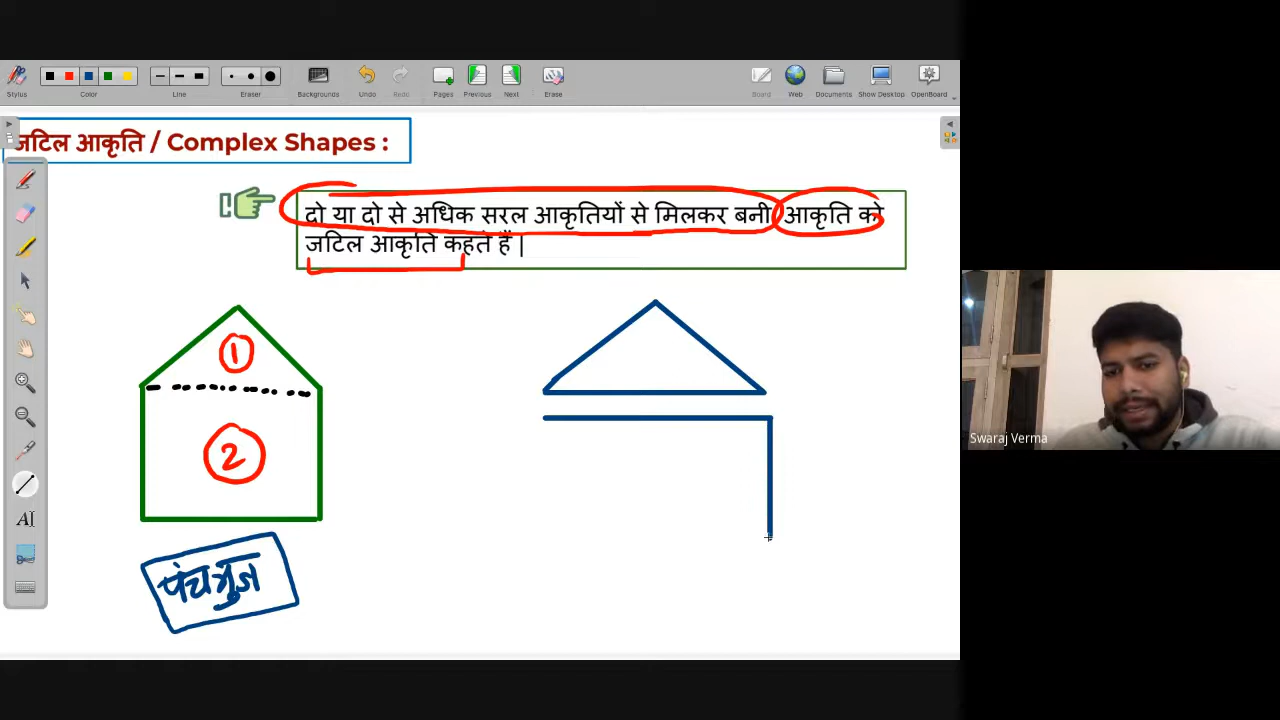 Stylus
Color
Line
Eraser
Backgrounds
Undo
Redo
Pages
Previous
Next
Erase
Board
Web
Documents
Show Desktop
OpenBoard
जटिल आकृति / Complex Shapes :
दो या दो से अधिक सरल आकृतियों से मिलकर बनी आकृति को
जटिल आकृति कहते हैं |
1
2
पंचभुज
Swaraj Verma